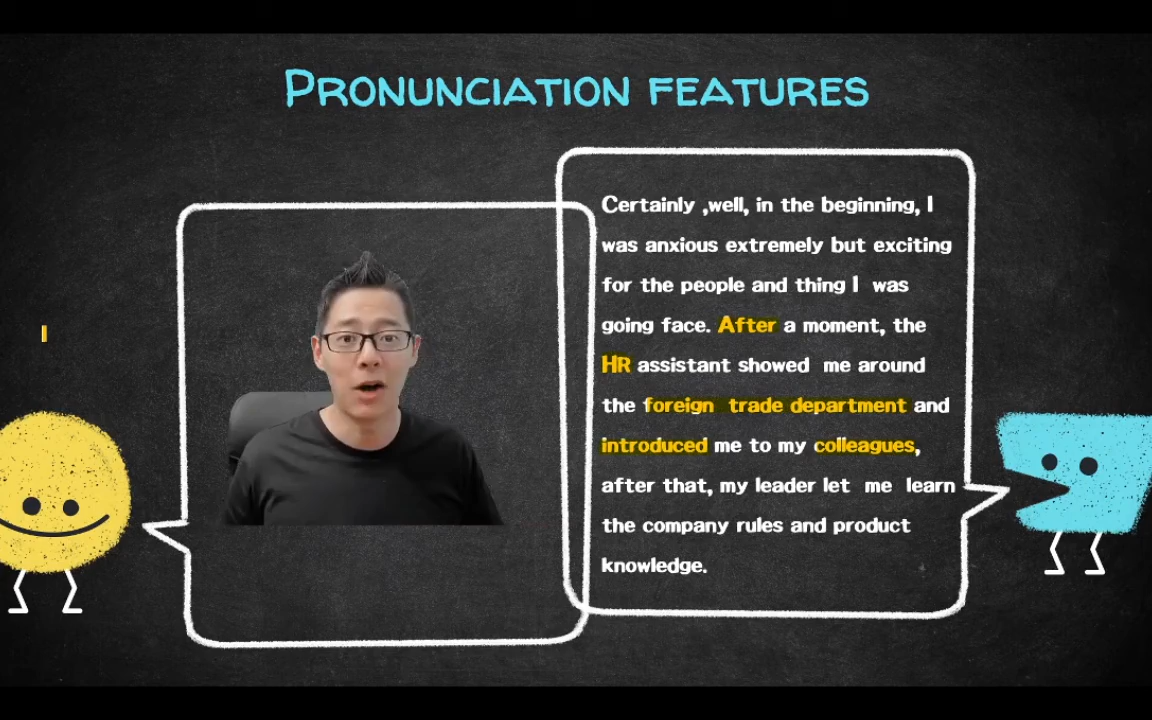 PRONUNCIATION FEATURES
Certainly ,well, in the beginning, I
was anxious extremely but exciting
for the people and thing I was
going face. After a moment, the
HR assistant showed me around
the foreign trade department and
introduced me to my colleagues,
after that, my leader let me learn
the company rules and product
knowledge.